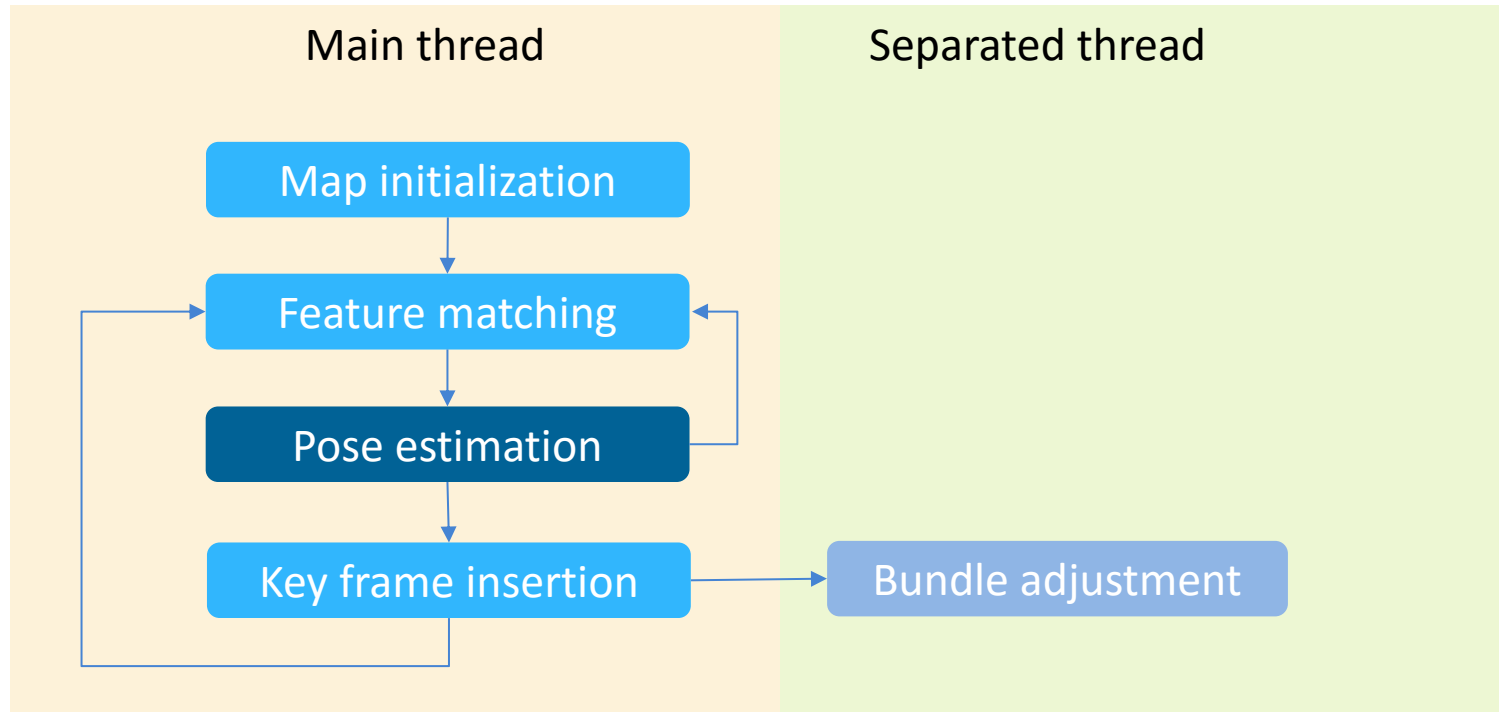 Main thread
Separated thread
Map initialization
Feature matching
Pose estimation
Key frame insertion
Bundle adjustment